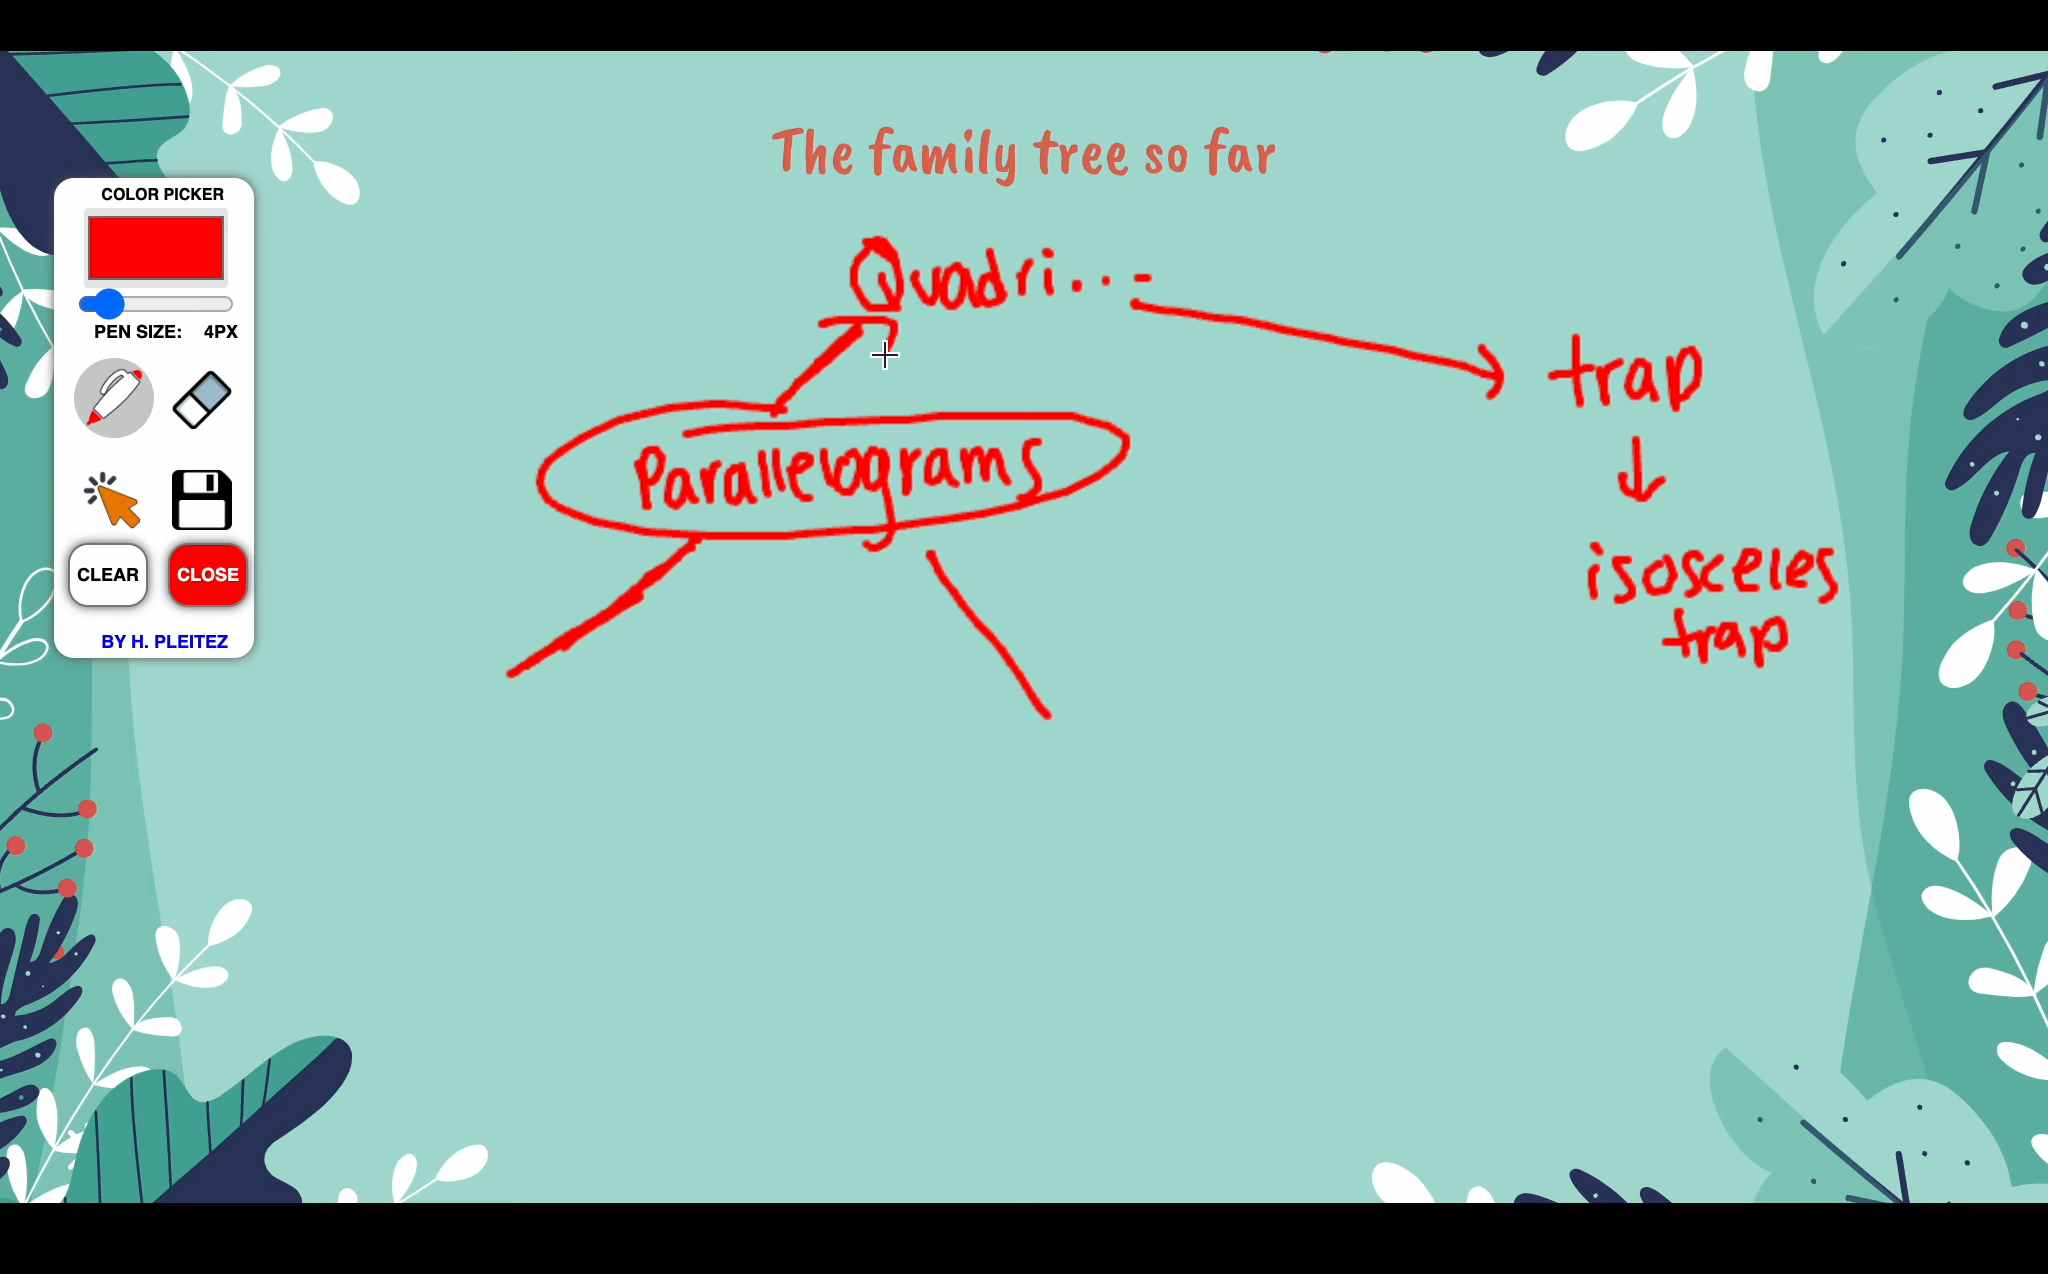 The family tree so far
COLOR PICKER
PEN SIZE: 4PX
CLEAR
CLOSE
BY H. PLEITEZ
Quadri...
Parallelograms
trap
isosceles
trap